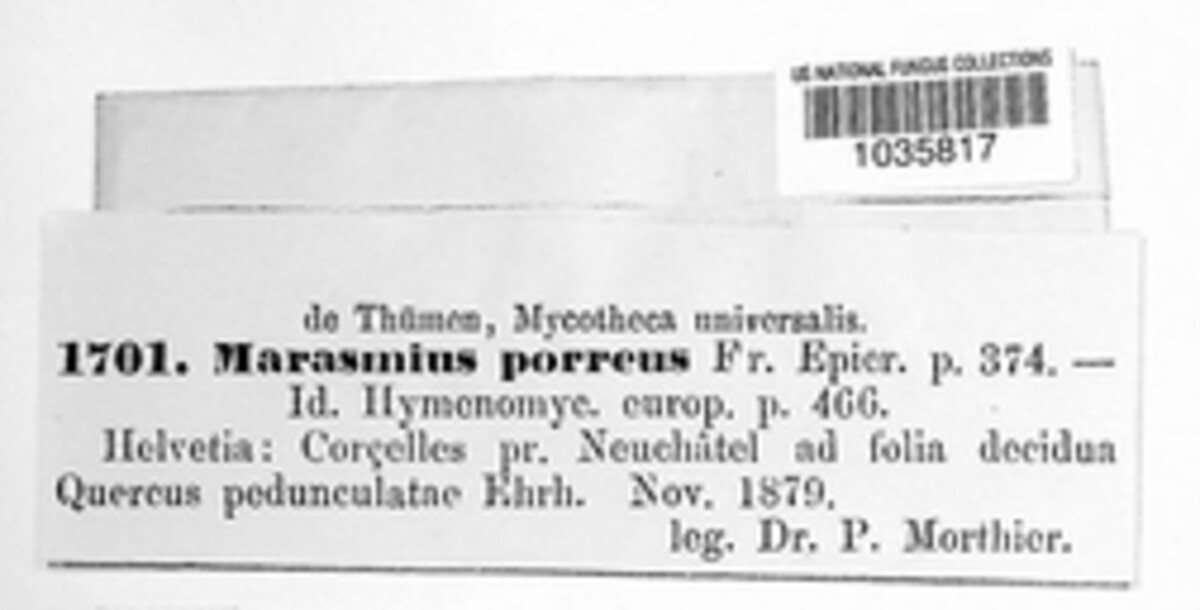 US NATIONAL FUNGUS COLLECTIONS
1035817
de Thümen, Mycotheca universalis.
1701. Marasmius porreus Fr. Epicr. p. 374. —
Id. Hymenomyc. europ. p. 466.
Helvetia: Corçelles pr. Neuchâtel ad folia decidua
Quercus pedunculatae Ehrh. Nov. 1879.
leg. Dr. P. Morthier.